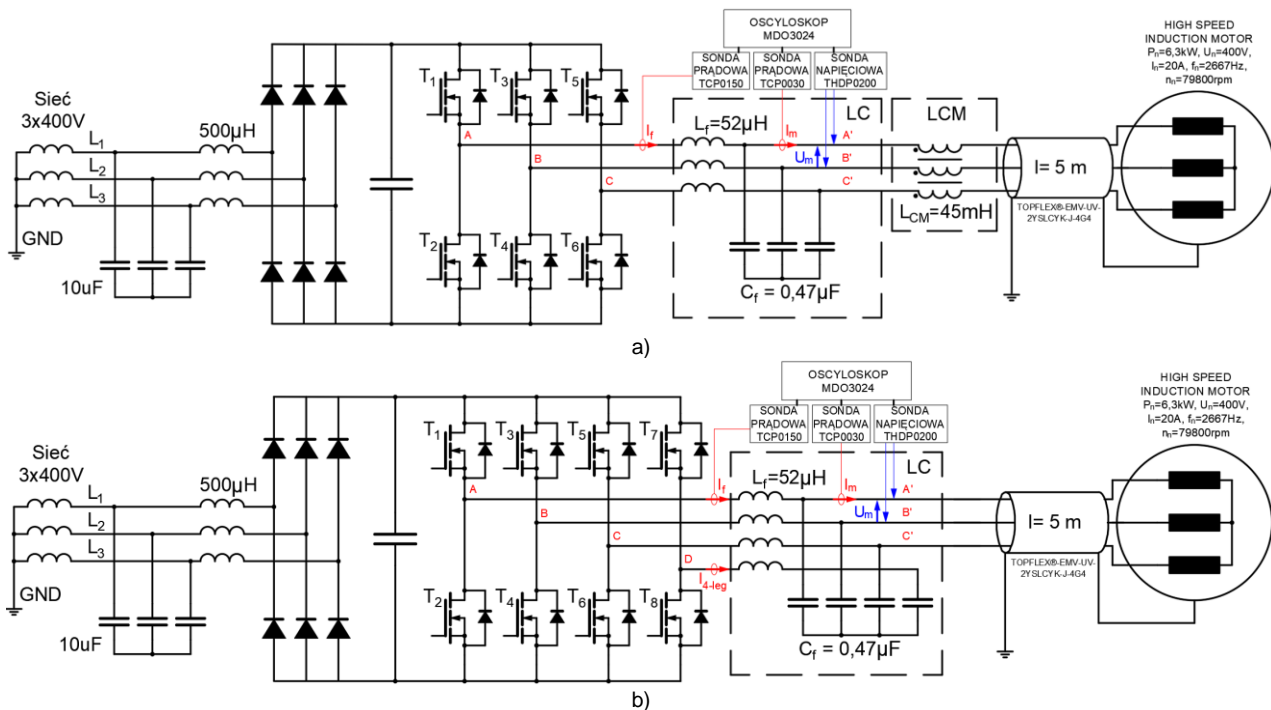 OSCYLOSKOP
MDO3024
SONDA
PRĄDOWA
TCP0150
SONDA
PRĄDOWA
TCP0030
SONDA
NAPIĘCIOWA
THDP0200
HIGH SPEED
INDUCTION MOTOR
Pn=6,3kW, Un=400V,
In=20A, fn=2667Hz,
nn=79800rpm
Sieć
3x400V
L1
L2
L3
GND
500µH
10uF
T1
T3
T5
T2
T4
T6
A
B
C
If
Lf=52µH
Im
LC
A'
Um
B'
C'
Cf = 0,47µF
LCM
LCM=45mH
l= 5 m
TOPFLEX®-EMV-UV-
2YSLCYK-J-4G4
a)
OSCYLOSKOP
MDO3024
SONDA
PRĄDOWA
TCP0150
SONDA
PRĄDOWA
TCP0030
SONDA
NAPIĘCIOWA
THDP0200
HIGH SPEED
INDUCTION MOTOR
Pn=6,3kW, Un=400V,
In=20A, fn=2667Hz,
nn=79800rpm
Sieć
3x400V
L1
L2
L3
GND
500µH
10uF
T1
T3
T5
T7
T2
T4
T6
T8
A
B
C
D
If
I4-leg
Lf=52µH
Im
LC
A'
Um
B'
C'
Cf = 0,47µF
l= 5 m
TOPFLEX®-EMV-UV-
2YSLCYK-J-4G4
b)